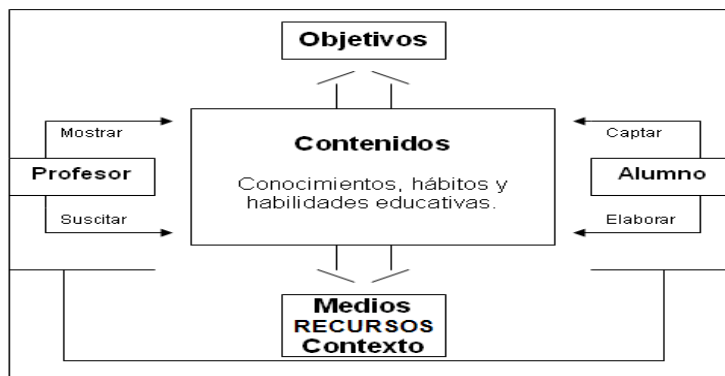 Objetivos
Mostrar
Contenidos
Captar
Profesor
Conocimientos, hábitos y
habilidades educativas.
Alumno
Suscitar
Elaborar
Medios
RECURSOS
Contexto